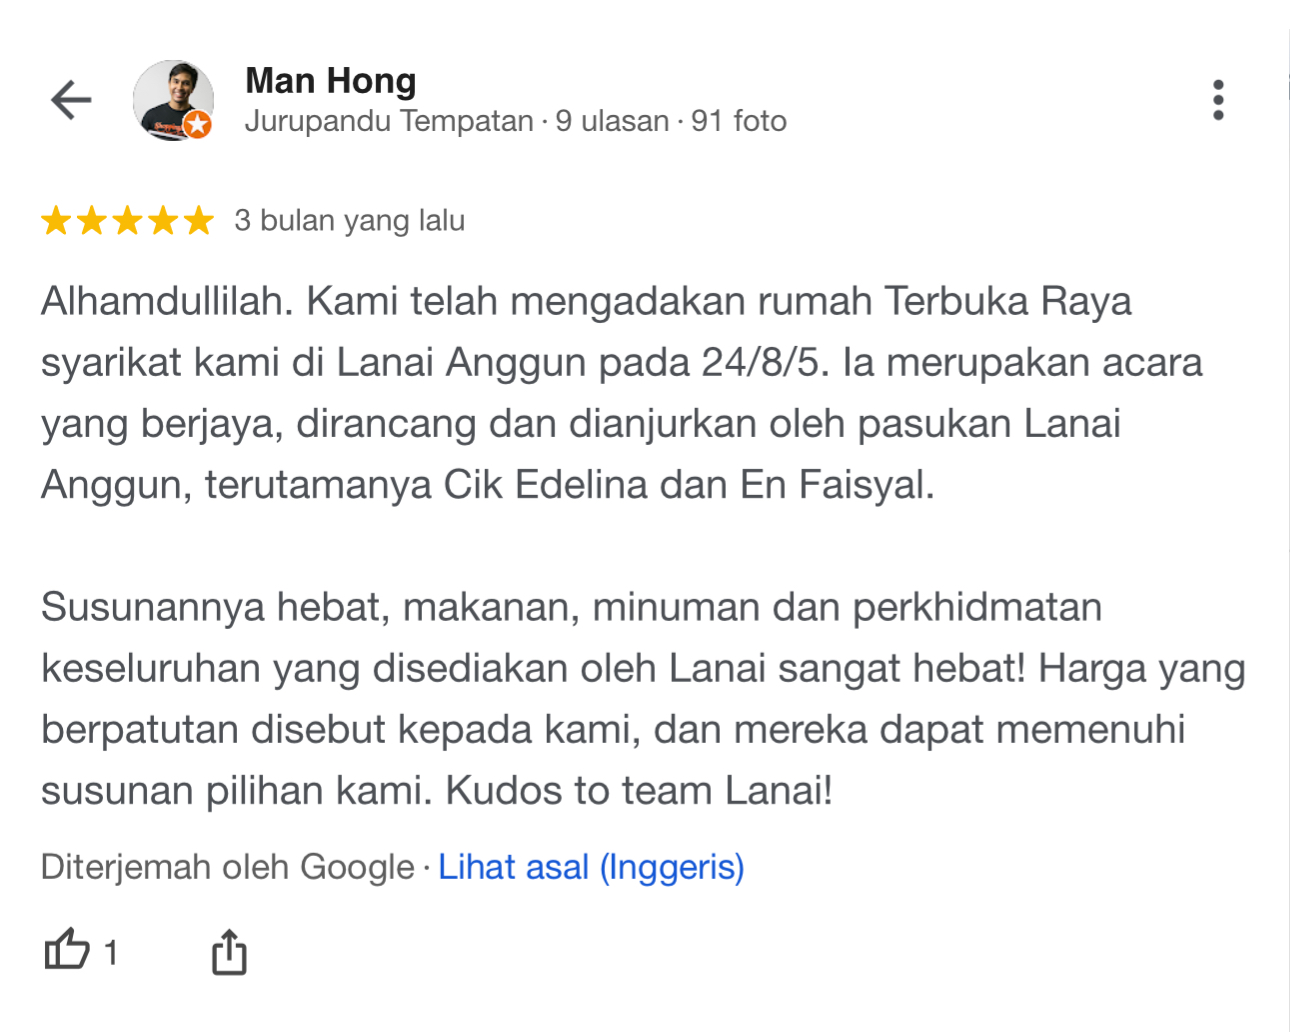 Man Hong
Jurupandu Tempatan · 9 ulasan · 91 foto
3 bulan yang lalu
Alhamdullilah. Kami telah mengadakan rumah Terbuka Raya
syarikat kami di Lanai Anggun pada 24/8/5. Ia merupakan acara
yang berjaya, dirancang dan dianjurkan oleh pasukan Lanai
Anggun, terutamanya Cik Edelina dan En Faisyal.
Susunannya hebat, makanan, minuman dan perkhidmatan
keseluruhan yang disediakan oleh Lanai sangat hebat! Harga yang
berpatutan disebut kepada kami, dan mereka dapat memenuhi
susunan pilihan kami. Kudos to team Lanai!
Diterjemah oleh Google · Lihat asal (Inggeris)
1